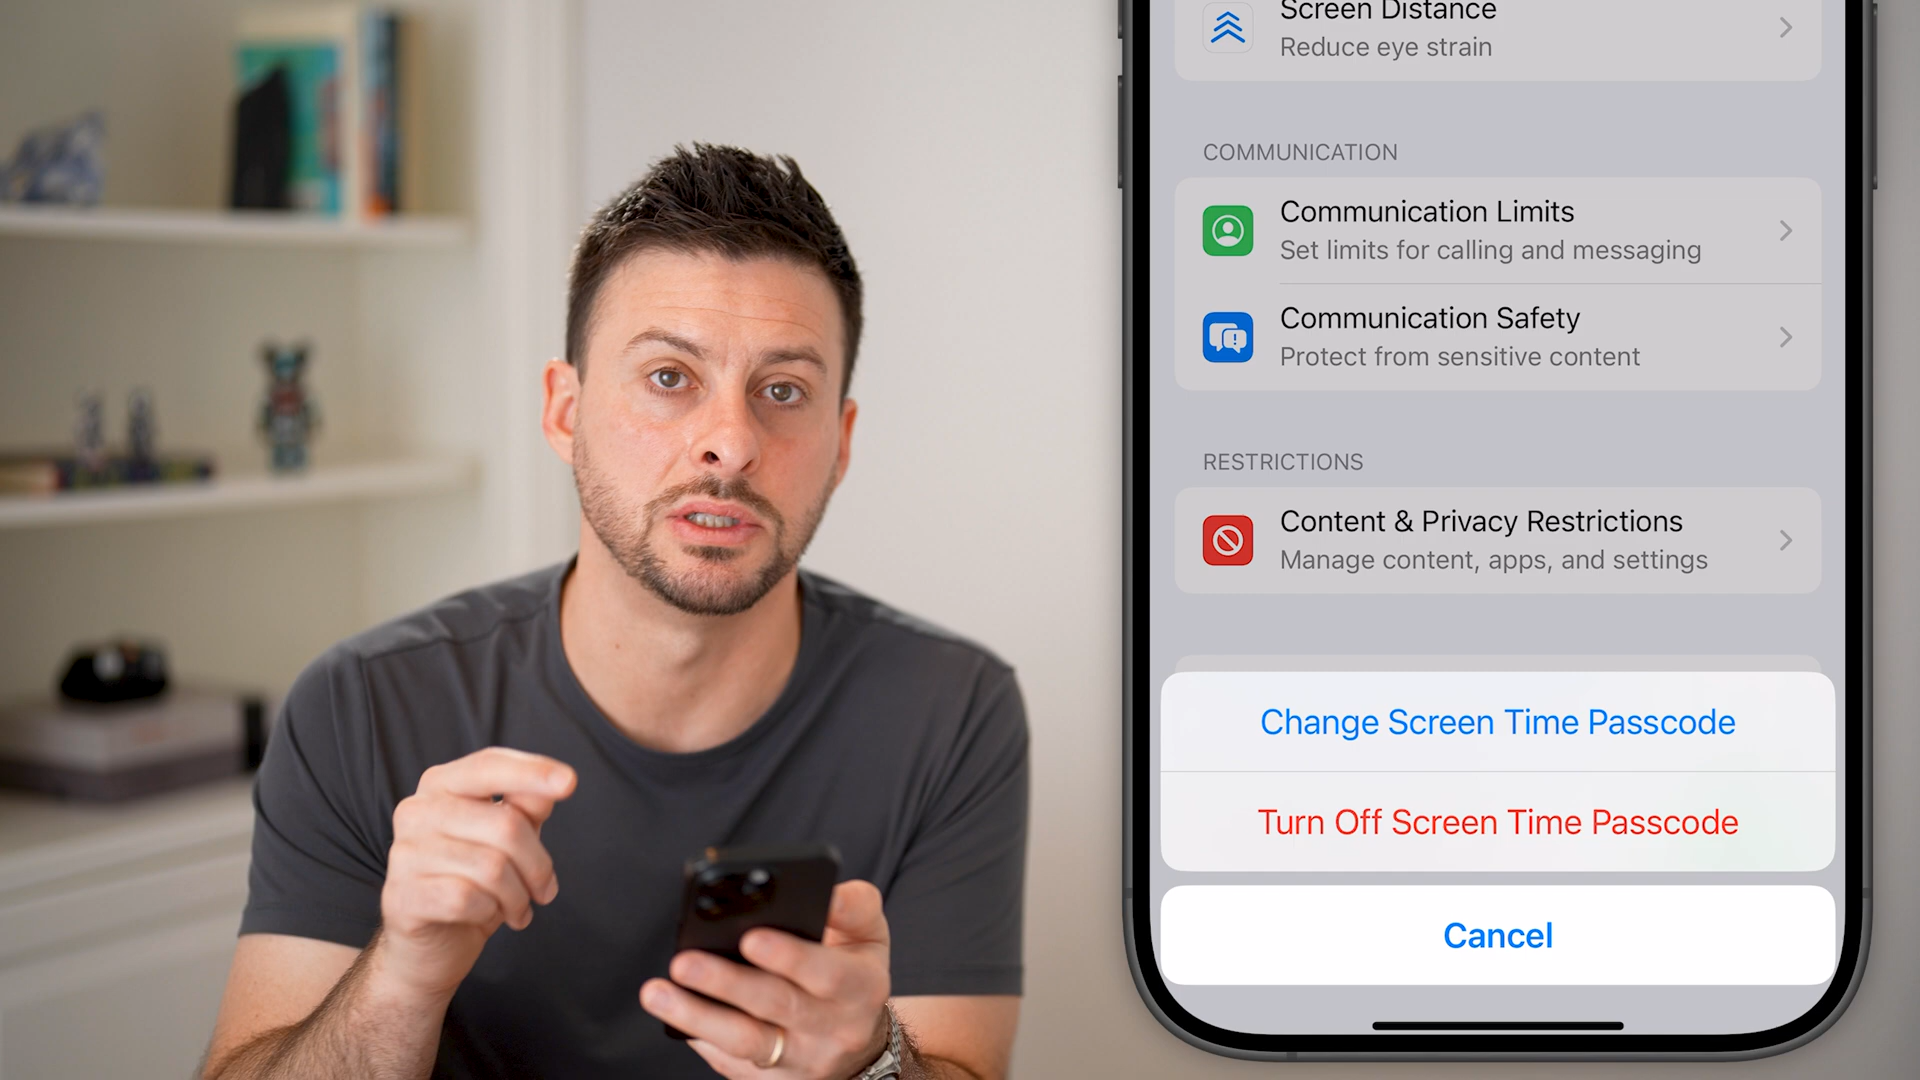 Screen Distance
Reduce eye strain
COMMUNICATION
Communication Limits
Set limits for calling and messaging
Communication Safety
Protect from sensitive content
RESTRICTIONS
Content & Privacy Restrictions
Manage content, apps, and settings
Change Screen Time Passcode
Turn Off Screen Time Passcode
Cancel